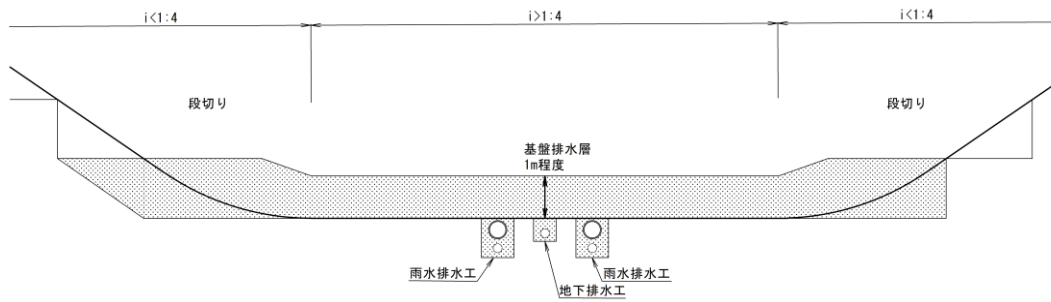 i<1:4
i>1:4
i<1:4
段切り
段切り
基盤排水層
1m程度
雨水排水工
雨水排水工
地下排水工